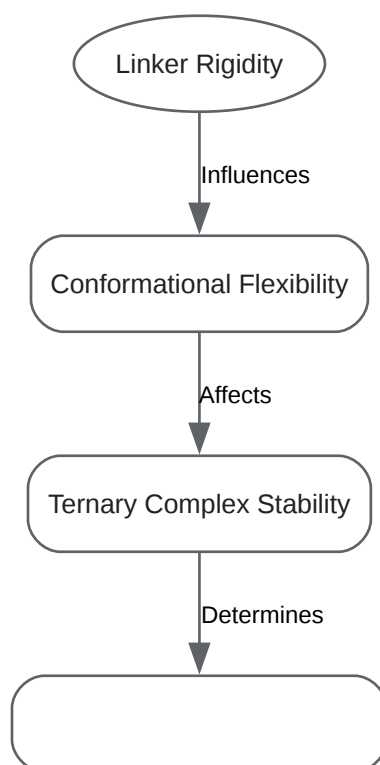 Linker Rigidity
Influences
Conformational Flexibility
Affects
Ternary Complex Stability
Determines